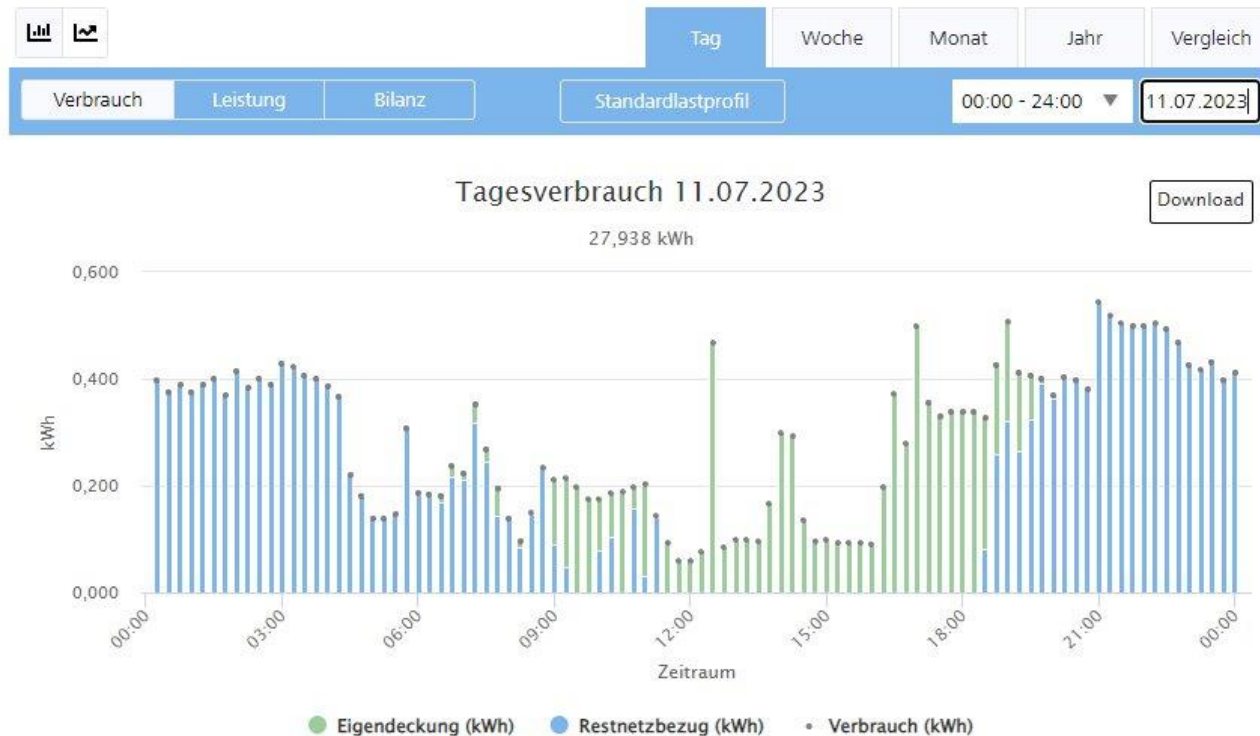 Tag Woche Monat Jahr Vergleich
Verbrauch Leistung Bilanz Standardlastprofil 00:00 - 24:00 11.07.2023
Tagesverbrauch 11.07.2023
Download
27,938 kWh
0,600
0,400
0,200
0,000
kWh
00:00 03:00 06:00 09:00 12:00 15:00 18:00 21:00 00:00
Zeitraum
Eigendeckung (kWh) Restnetzbezug (kWh) Verbrauch (kWh)